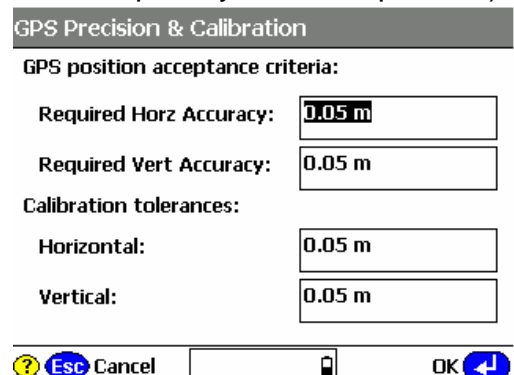 GPS Precision & Calibration
GPS position acceptance criteria:
Required Horz Accuracy: 0.05 m
Required Vert Accuracy: 0.05 m
Calibration tolerances:
Horizontal: 0.05 m
Vertical: 0.05 m
? Esc Cancel OK